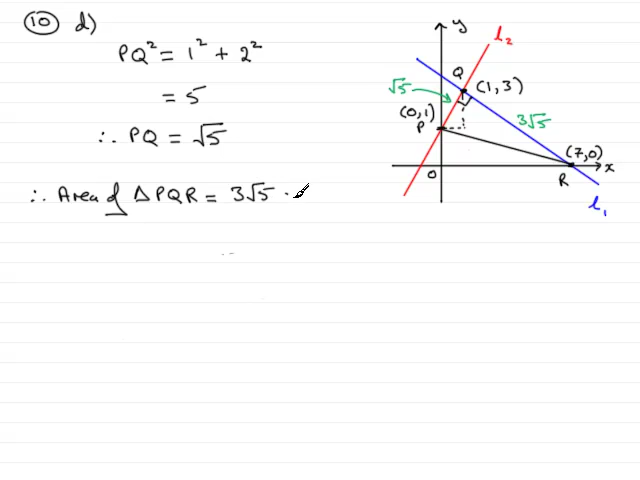 10 d)
PQ² = 1² + 2²
= 5
∴ PQ = √5
∴ Area of ΔPQR = 3√5 ·
y
l₂
Q
√5
(1,3)
(0,1)
P
3√5
(7,0)
x
O
R
l₁